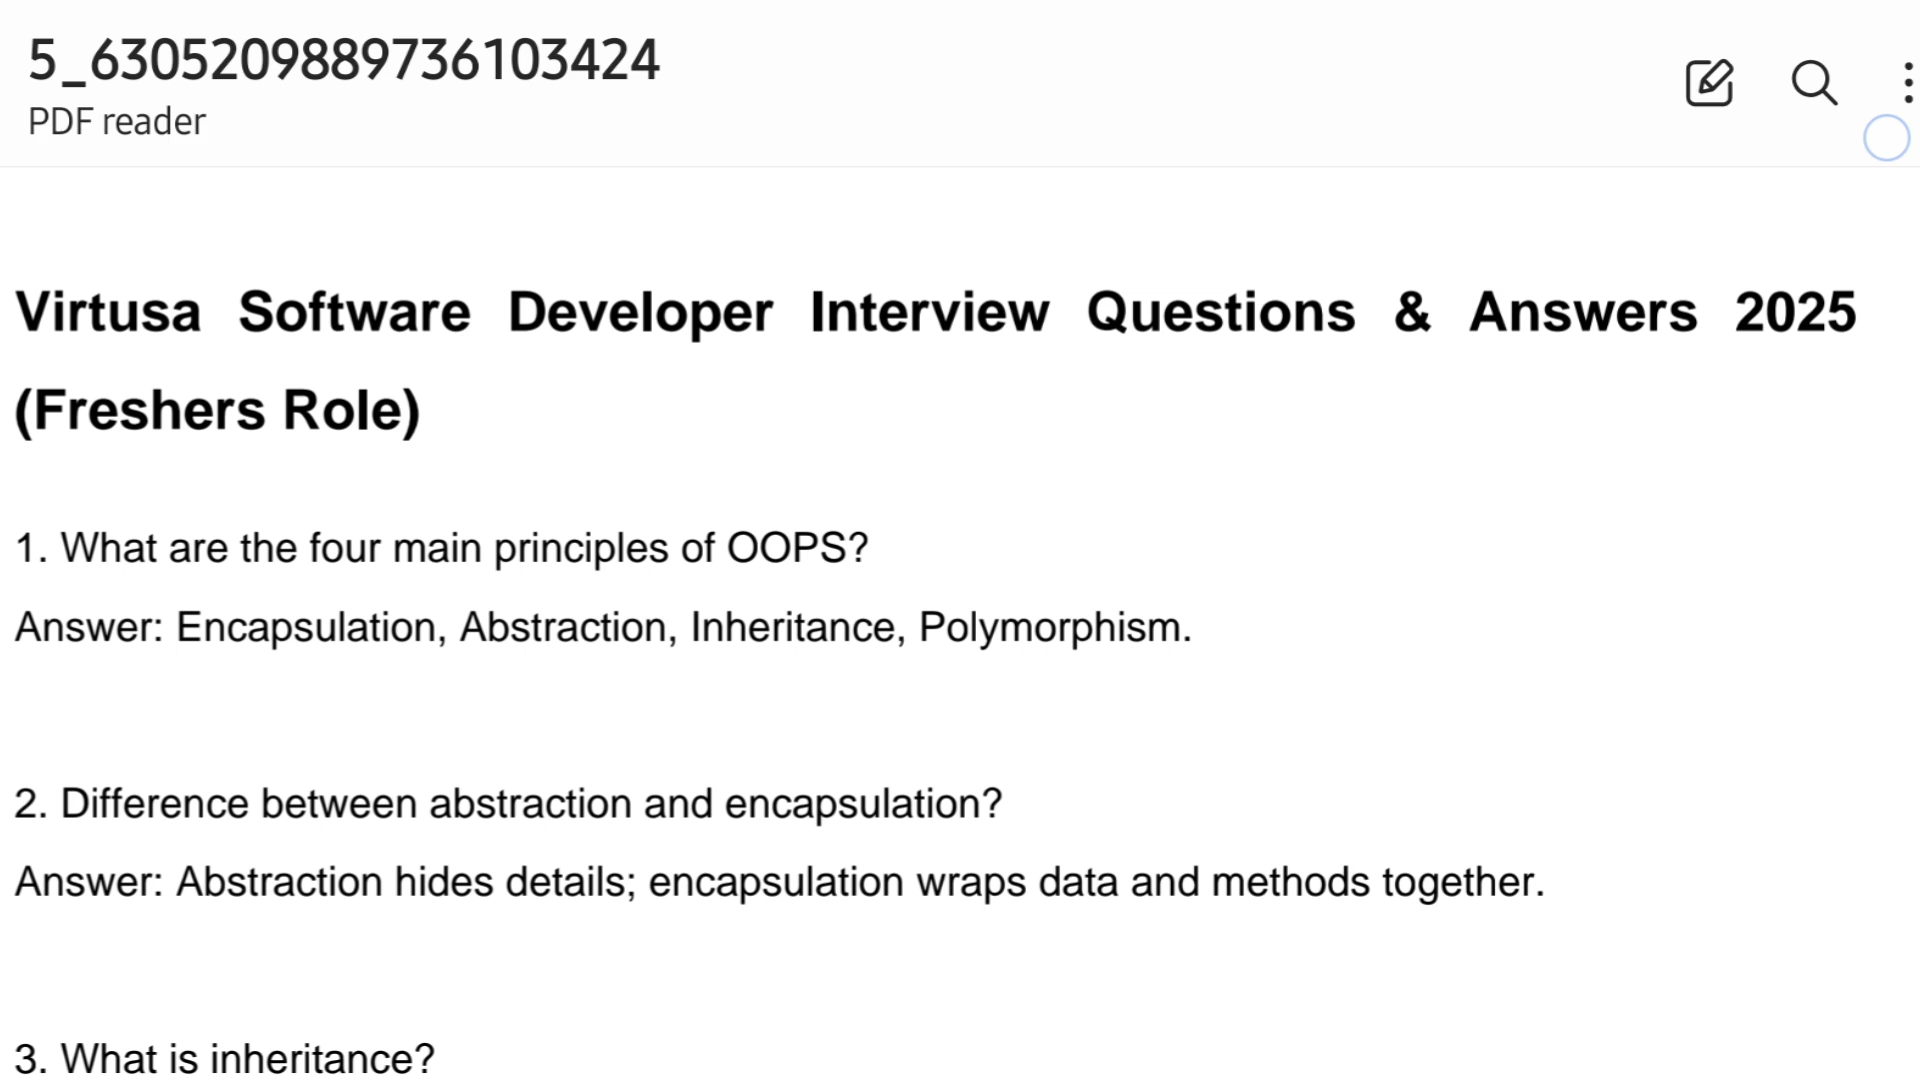 5_6305209889736103424
PDF reader
Virtusa Software Developer Interview Questions & Answers 2025
(Freshers Role)
1. What are the four main principles of OOPS?
Answer: Encapsulation, Abstraction, Inheritance, Polymorphism.
2. Difference between abstraction and encapsulation?
Answer: Abstraction hides details; encapsulation wraps data and methods together.
3. What is inheritance?